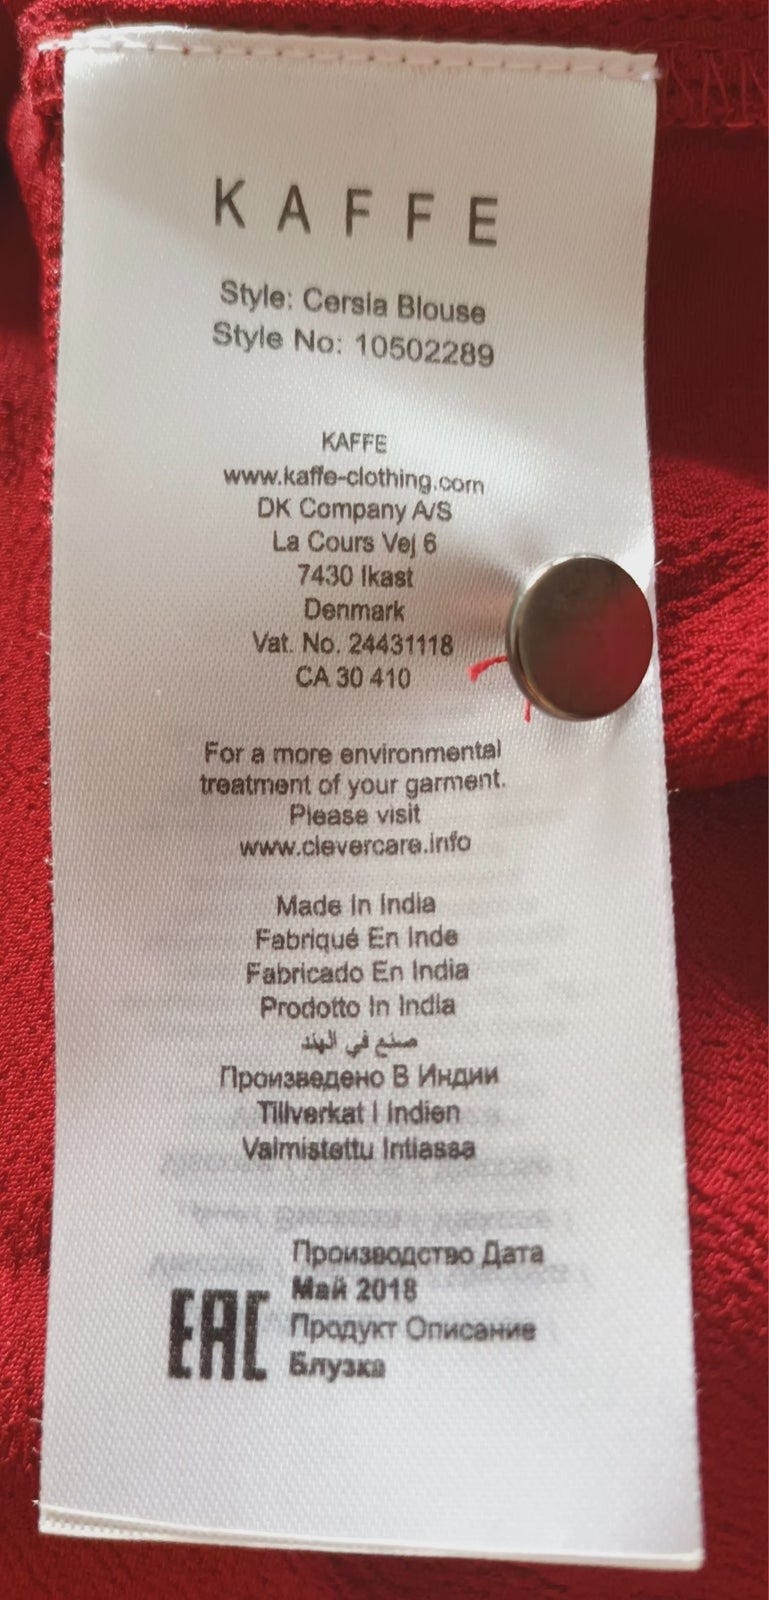 KAFFE
Style: Cersia Blouse
Style No: 10502289
KAFFE
www.kaffe-clothing.com
DK Company A/S
La Cours Vej 6
7430 Ikast
Denmark
Vat. No. 24431118
CA 30 410
For a more environmental
treatment of your garment.
Please visit
www.clevercare.info
Made In India
Fabriqué En Inde
Fabricado En India
Prodotto In India
صنع في الهند
Произведено В Индии
Tillverkat I Indien
Valmistettu Intiassa
Производство Дата
Май 2018
EAC
Продукт Описание
Блузка